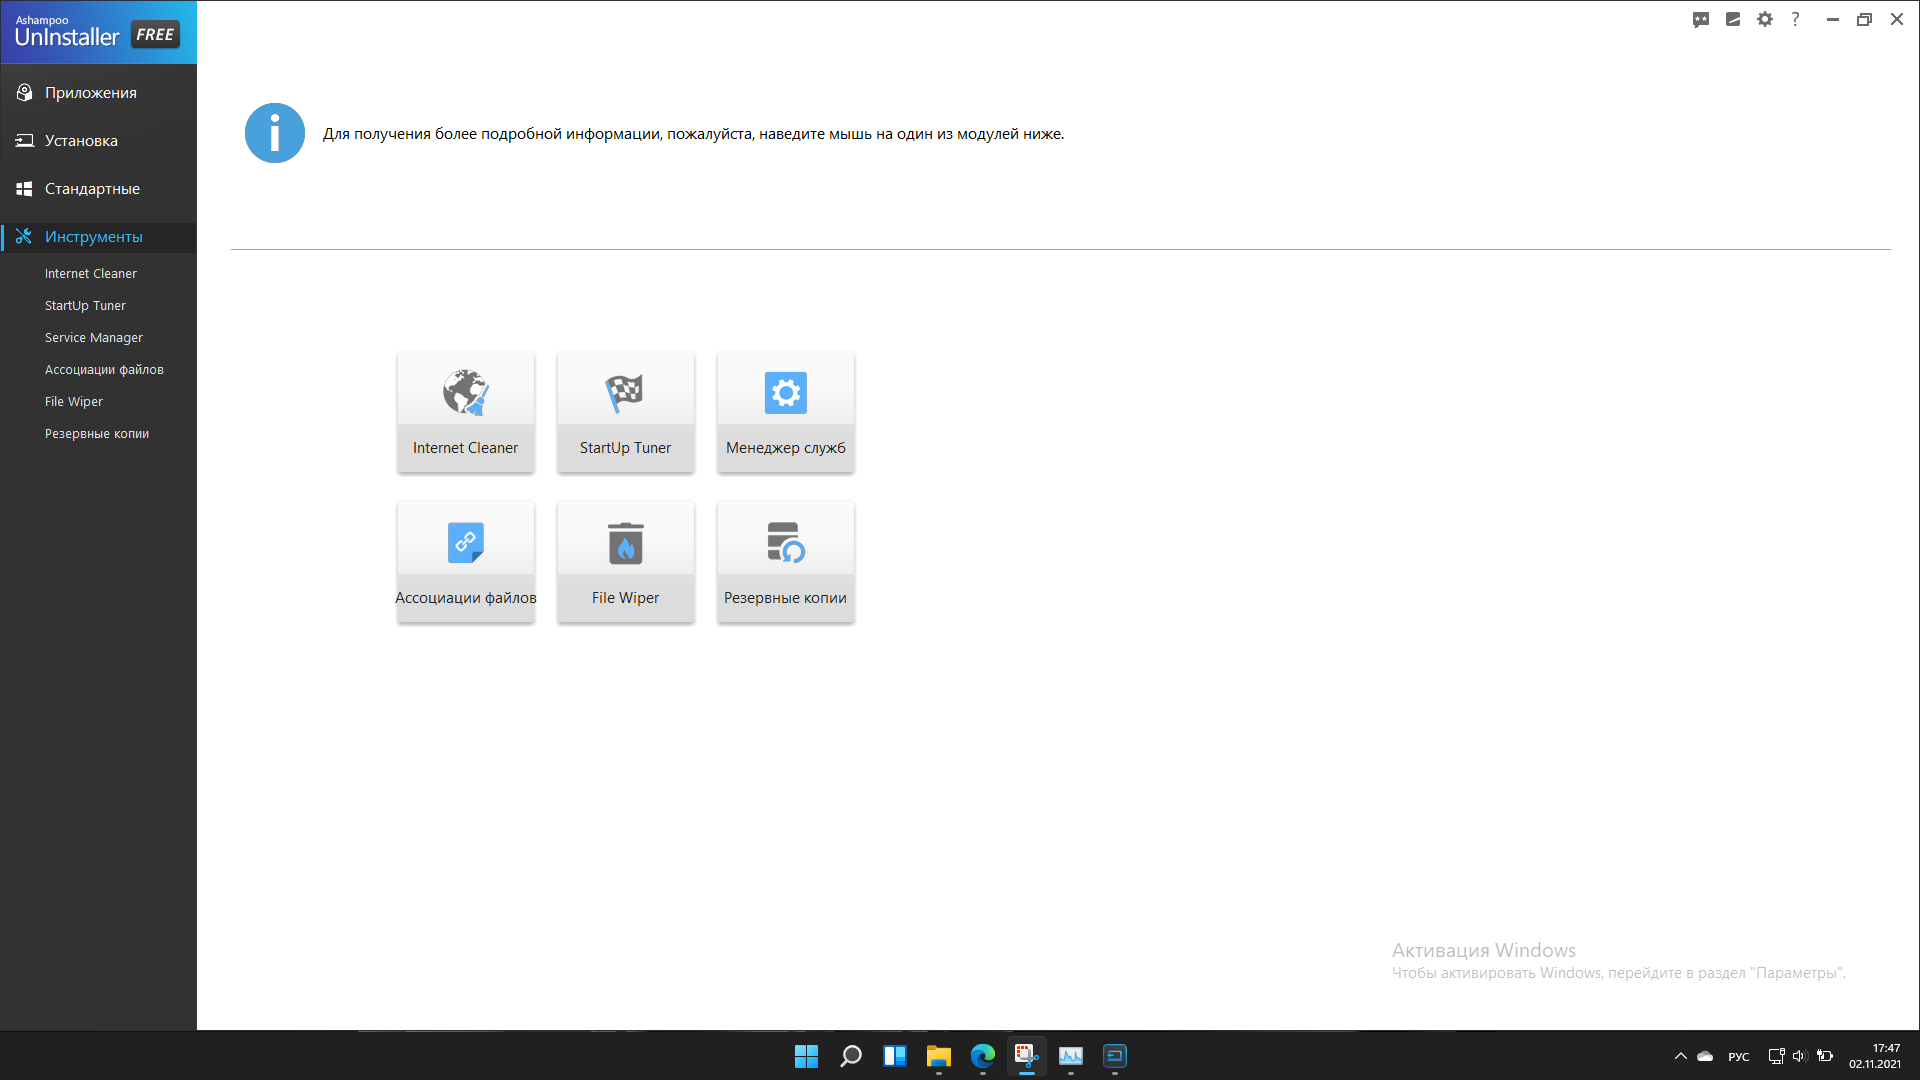 Ashampoo
UnInstaller FREE
Приложения
Установка
Стандартные
Инструменты
Internet Cleaner
StartUp Tuner
Service Manager
Ассоциации файлов
File Wiper
Резервные копии
?
Для получения более подробной информации, пожалуйста, наведите мышь на один из модулей ниже.
Internet Cleaner
StartUp Tuner
Менеджер служб
Ассоциации файлов
File Wiper
Резервные копии
Активация Windows
Чтобы активировать Windows, перейдите в раздел "Параметры".
РУС
17:47
02.11.2021